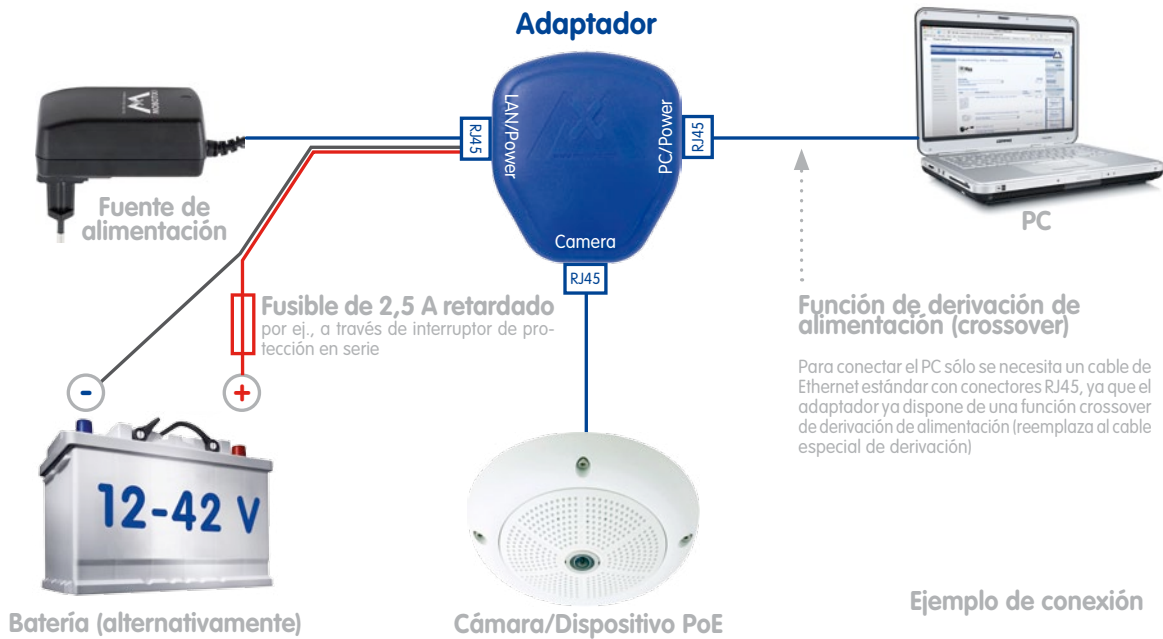 Adaptador
LAN/Power
RJ45
PC/Power
RJ45
Camera
RJ45
Fuente de
alimentación
PC
Fusible de 2,5 A retardado
por ej., a través de interruptor de pro-
tección en serie
Función de derivación de
alimentación (crossover)
Para conectar el PC sólo se necesita un cable de
Ethernet estándar con conectores RJ45, ya que el
adaptador ya dispone de una función crossover
de derivación de alimentación (reemplaza al cable
especial de derivación)
-
+
12-42 V
Batería (alternativamente)
Cámara/Dispositivo PoE
Ejemplo de conexión